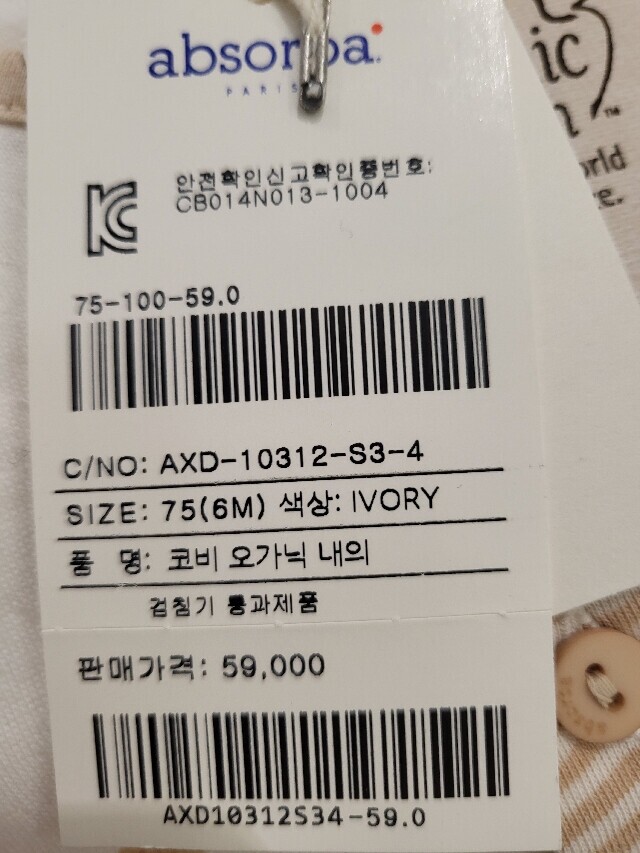 absorba
PARIS
안전확인신고확인증번호:
CB014N013-1004
75-100-59.0
C/NO: AXD-10312-S3-4
SIZE: 75(6M) 색상: IVORY
품 명: 코비 오가닉 내의
검침기 통과제품
판매가격: 59,000
AXD10312S34-59.0
ic
TM